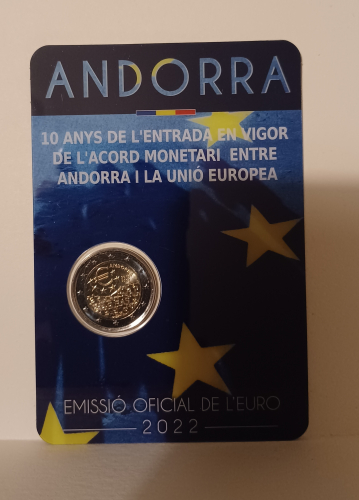 ANDORRA
10 ANYS DE L'ENTRADA EN VIGOR
DE L'ACORD MONETARI ENTRE
ANDORRA I LA UNIÓ EUROPEA
ANDORRA
EMISSIÓ OFICIAL DE L'EURO
2022